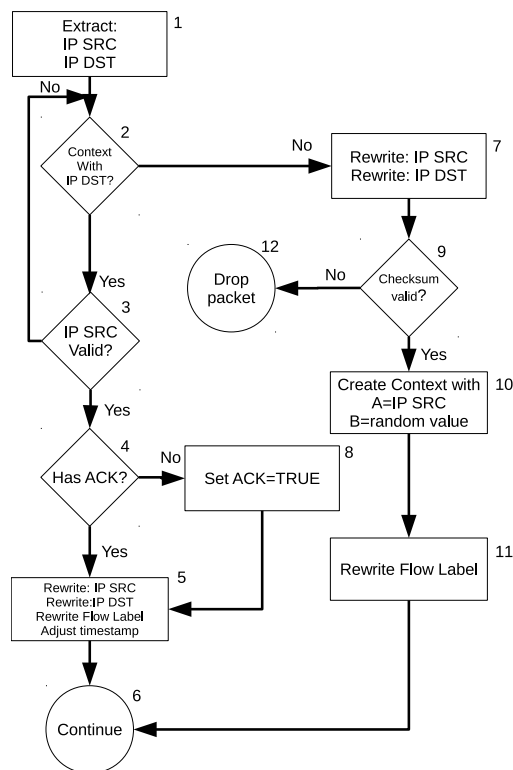 Extract:
IP SRC
IP DST
1
No
2
Context
With
IP DST?
No
7
Rewrite: IP SRC
Rewrite: IP DST
Yes
12
Drop
packet
No
9
Checksum
valid?
3
IP SRC
Valid?
Yes
Yes
10
Create Context with
A=IP SRC
B=random value
4
Has ACK?
No
8
Set ACK=TRUE
Yes
5
Rewrite: IP SRC
Rewrite:IP DST
Rewrite Flow Label
Adjust timestamp
11
Rewrite Flow Label
6
Continue